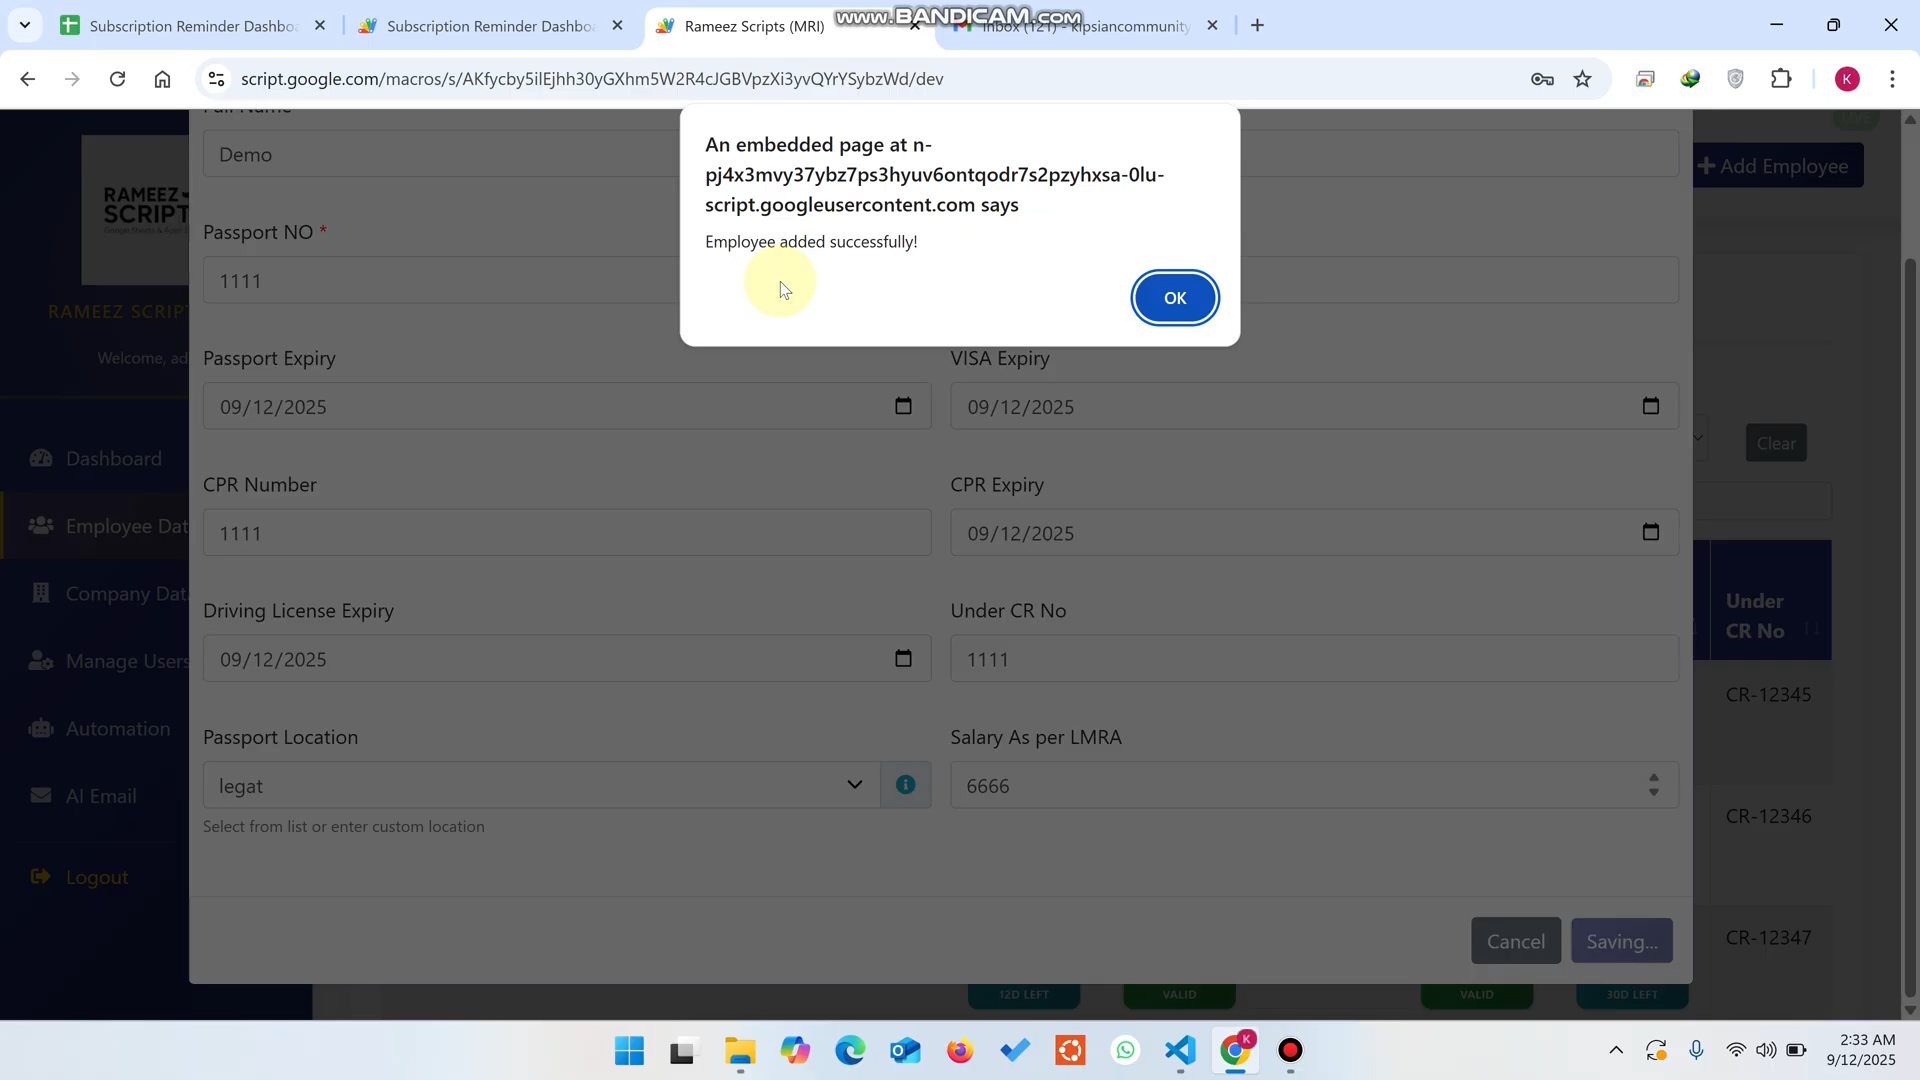 Subscription Reminder Dashbo
Subscription Reminder Dashbo
Rameez Scripts (MRI)
Inbox (121) - kipsiancommunity
www.BANDICAM.com
script.google.com/macros/s/AKfycby5ilEjhh30yGXhm5W2R4cJGBVpzXi3yvQYrYSybzWd/dev
K
An embedded page at n-
pj4x3mvy37ybz7ps3hyuv6ontqodr7s2pzyhxsa-0lu-
script.googleusercontent.com says
Employee added successfully!
OK
LIVE
Add Employee
RAMEEZ
SCRIPT
RAMEEZ SCRIPT
Welcome, ad
Dashboard
Employee Dat
Company Dat
Manage Users
Automation
AI Email
Logout
Full Name
Demo
Passport NO *
1111
Passport Expiry
VISA Expiry
09/12/2025
09/12/2025
CPR Number
CPR Expiry
1111
09/12/2025
Driving License Expiry
Under CR No
09/12/2025
1111
Passport Location
Salary As per LMRA
legat
6666
Select from list or enter custom location
Cancel
Saving...
Clear
Under
CR No
CR-12345
CR-12346
CR-12347
12D LEFT
VALID
VALID
30D LEFT
K
2:33 AM
9/12/2025